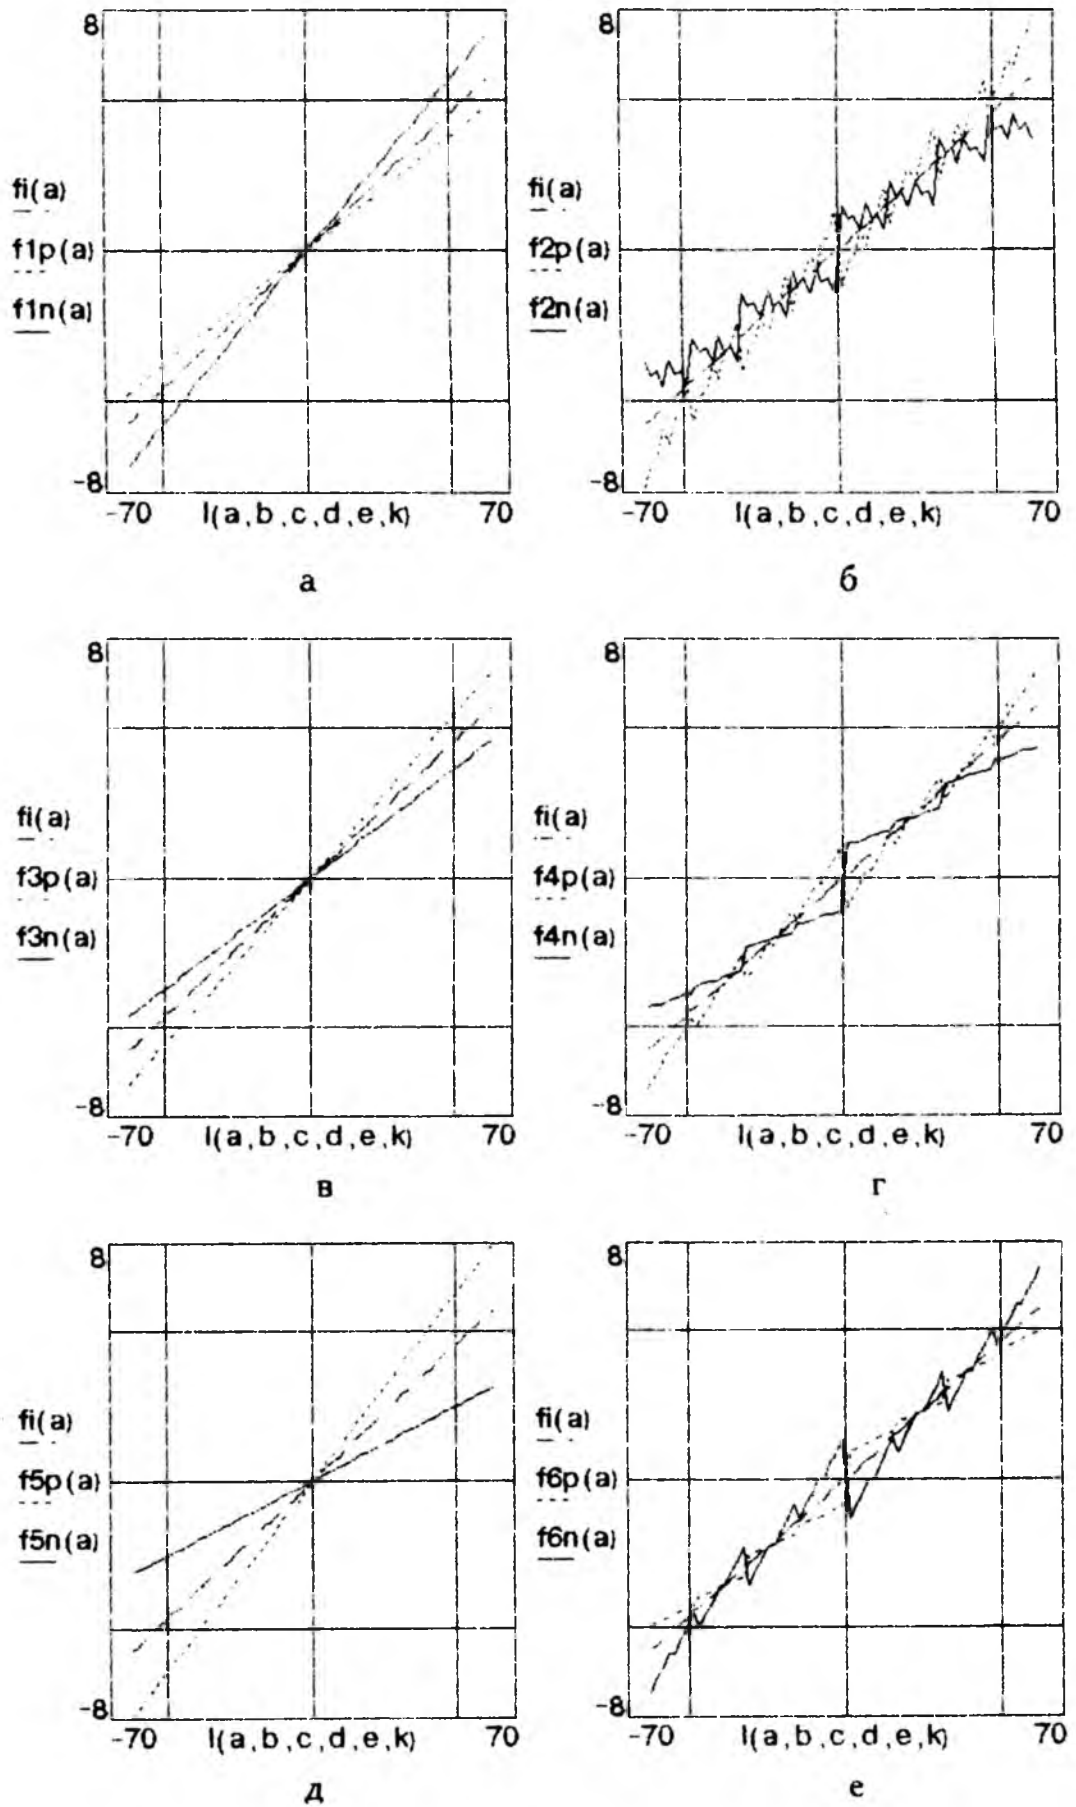 8
fi(a)
f1p(a)
f1n(a)
-8
-70 I(a,b,c,d,e,k) 70
а
8
fi(a)
f2p(a)
f2n(a)
-8
-70 I(a,b,c,d,e,k) 70
б
8
fi(a)
f3p(a)
f3n(a)
-8
-70 I(a,b,c,d,e,k) 70
в
8
fi(a)
f4p(a)
f4n(a)
-8
-70 I(a,b,c,d,e,k) 70
г
8
fi(a)
f5p(a)
f5n(a)
-8
-70 I(a,b,c,d,e,k) 70
д
8
fi(a)
f6p(a)
f6n(a)
-8
-70 I(a,b,c,d,e,k) 70
е